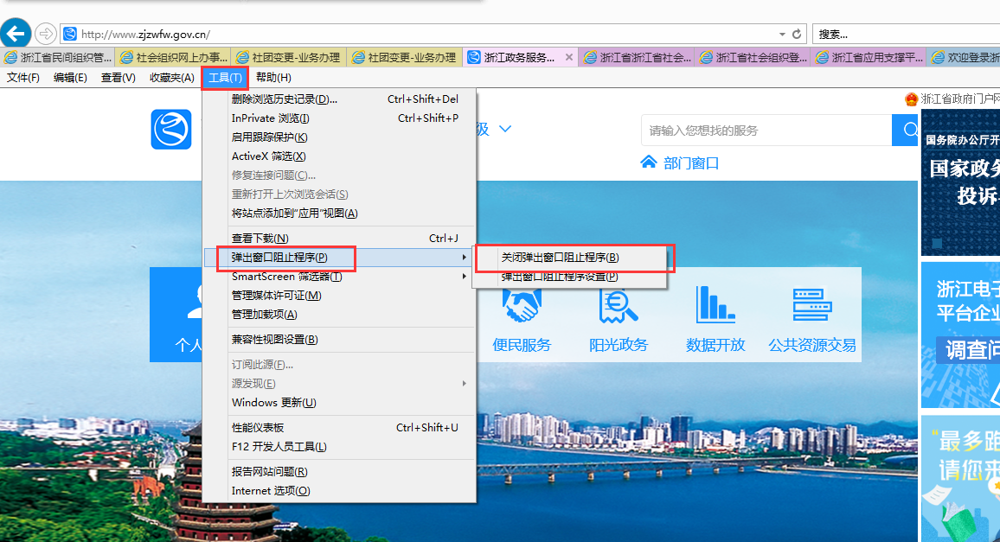 http://www.zjzwfw.gov.cn/
搜索...
浙江省民间组织管...
社会组织网上办事...
社团变更-业务办理
社团变更-业务办理
浙江政务服务...
浙江省浙江省社会...
浙江省社会组织登...
浙江省应用支撑平...
欢迎登录浙
文件(F) 编辑(E) 查看(V) 收藏夹(A) 工具(T) 帮助(H)
删除浏览历史记录(D)... Ctrl+Shift+Del
InPrivate 浏览(I) Ctrl+Shift+P
启用跟踪保护(K)
ActiveX 筛选(X)
修复连接问题(C)...
重新打开上次浏览会话(S)
将站点添加到“应用”视图(A)
查看下载(N) Ctrl+J
弹出窗口阻止程序(P)
SmartScreen 筛选器(T)
管理媒体许可证(M)
管理加载项(A)
兼容性视图设置(B)
订阅此源(F)...
源发现(E)
Windows 更新(U)
性能仪表板 Ctrl+Shift+U
F12 开发人员工具(L)
报告网站问题(R)
Internet 选项(O)
关闭弹出窗口阻止程序(B)
弹出窗口阻止程序设置(P)
级
请输入您想找的服务
部门窗口
个人
便民服务
阳光政务
数据开放
公共资源交易
浙江省政府门户网
国务院办公厅开
国家政务
投诉
浙江电子
平台企业
调查问
“最多跑
请您来